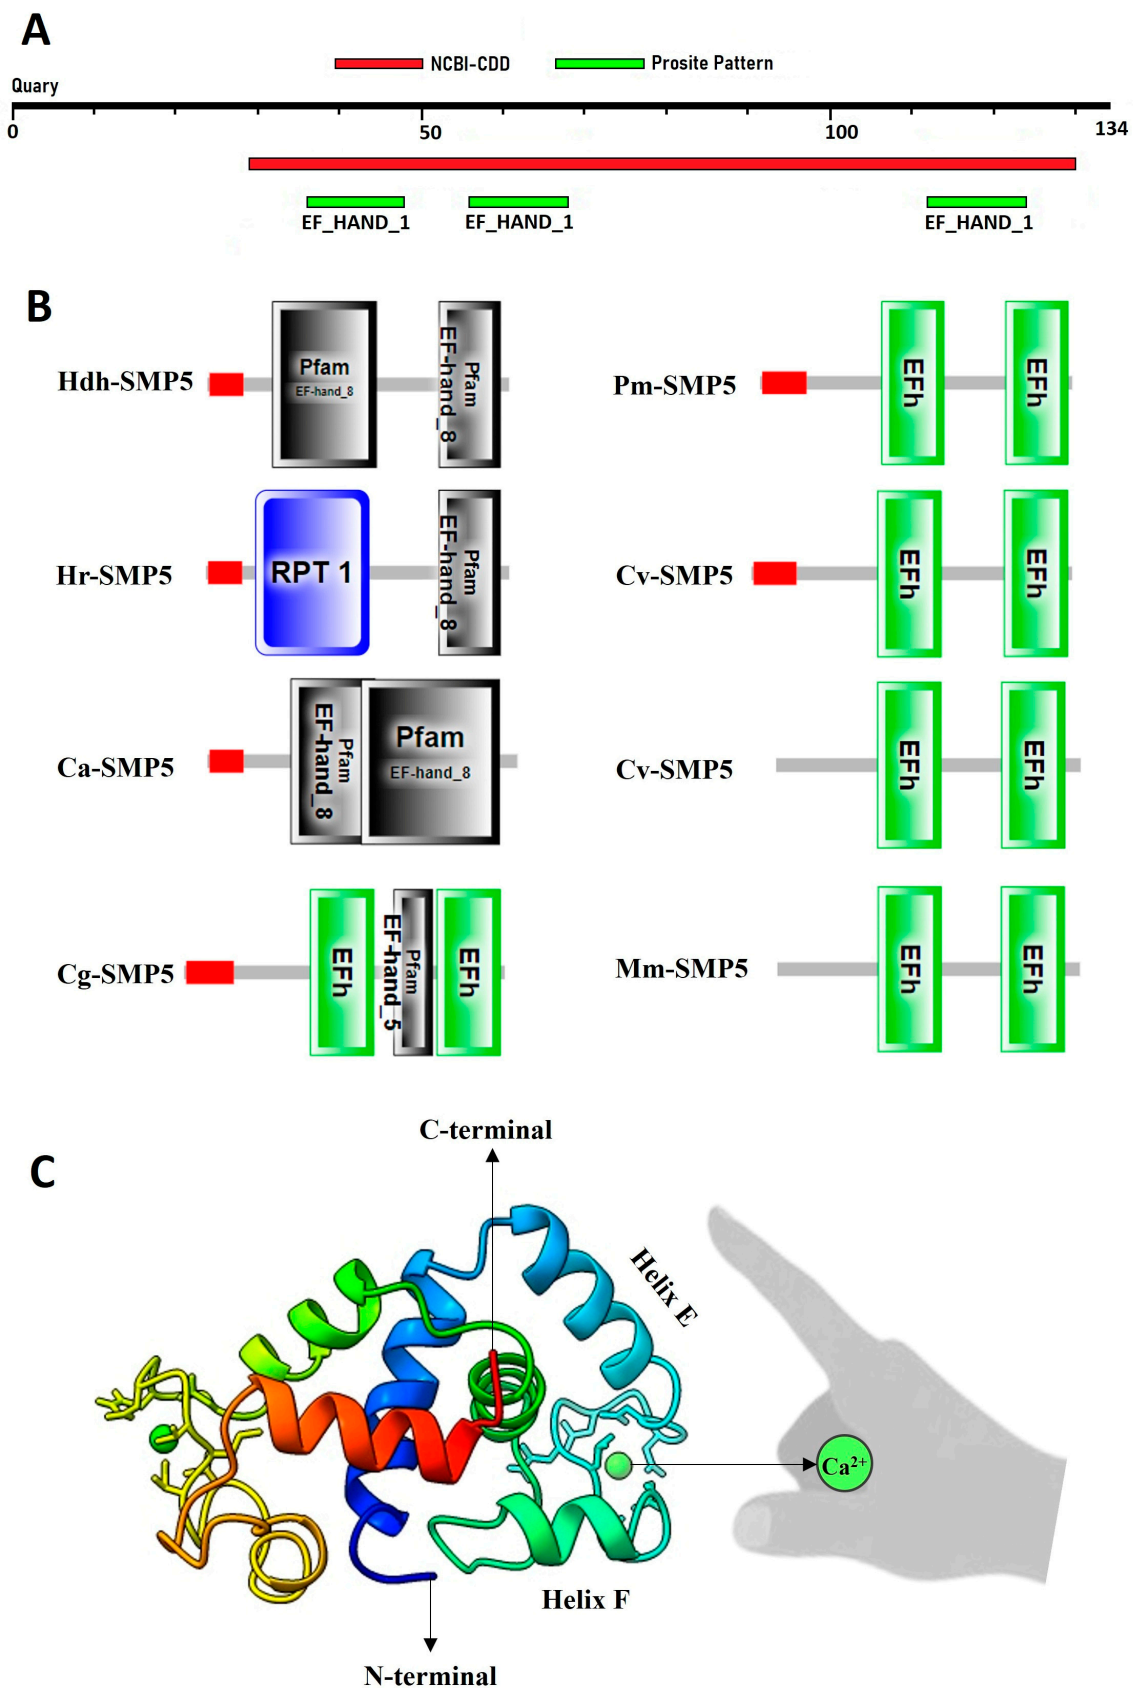 A
NCBI-CDD
Prosite Pattern
Quary
0
50
100
134
EF_HAND_1
EF_HAND_1
EF_HAND_1
B
Hdh-SMP5
Pfam
EF-hand_8
Pfam
EF-hand_8
Pm-SMP5
EFh
EFh
Hr-SMP5
RPT 1
Pfam
EF-hand_8
Cv-SMP5
EFh
EFh
Ca-SMP5
Pfam
EF-hand_8
Pfam
EF-hand_8
Cv-SMP5
EFh
EFh
Cg-SMP5
EFh
Pfam
EF-hand_5
EFh
Mm-SMP5
EFh
EFh
C
C-terminal
Helix E
Ca²⁺
Helix F
N-terminal